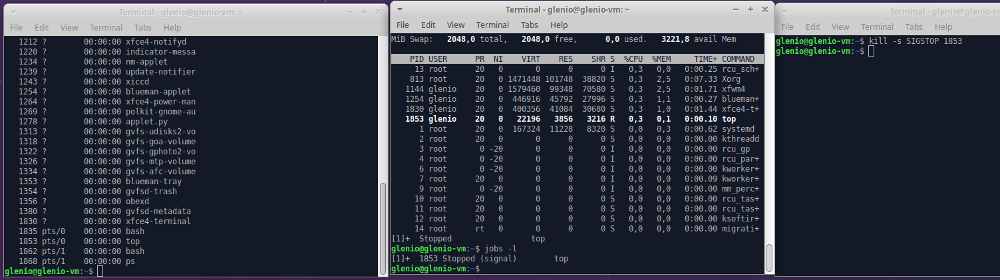 Terminal - glenio@glenio-vm: ~
File Edit View Terminal Tabs Help
1212 ? 00:00:00 xfce4-notifyd
1220 ? 00:00:00 indicator-messa
1234 ? 00:00:00 nm-applet
1239 ? 00:00:00 update-notifier
1243 ? 00:00:00 xiccd
1254 ? 00:00:00 blueman-applet
1264 ? 00:00:00 xfce4-power-man
1269 ? 00:00:00 polkit-gnome-au
1278 ? 00:00:00 applet.py
1313 ? 00:00:00 gvfs-udisks2-vo
1318 ? 00:00:00 gvfs-goa-volume
1322 ? 00:00:00 gvfs-gphoto2-vo
1326 ? 00:00:00 gvfs-mtp-volume
1334 ? 00:00:00 gvfs-afc-volume
1353 ? 00:00:00 blueman-tray
1354 ? 00:00:00 gvfsd-trash
1356 ? 00:00:00 obexd
1380 ? 00:00:00 gvfsd-metadata
1830 ? 00:00:00 xfce4-terminal
1835 pts/0 00:00:00 bash
1853 pts/0 00:00:00 top
1862 pts/1 00:00:00 bash
1868 pts/1 00:00:00 ps
glenio@glenio-vm:~$
Terminal - glenio@glenio-vm: ~
File Edit View Terminal Tabs Help
MiB Swap: 2048,0 total, 2048,0 free, 0,0 used. 3221,8 avail Mem
PID USER PR NI VIRT RES SHR S %CPU %MEM TIME+ COMMAND
13 root 20 0 0 0 0 I 0,3 0,0 0:00.25 rcu_sch+
813 root 20 0 1471448 101748 38820 S 0,3 2,5 0:07.33 Xorg
1144 glenio 20 0 1579460 99348 70580 S 0,3 2,5 0:01.71 xfwm4
1254 glenio 20 0 446916 45792 27996 S 0,3 1,1 0:00.27 blueman+
1830 glenio 20 0 400356 41084 30680 S 0,3 1,0 0:01.44 xfce4-t+
1853 glenio 20 0 22196 3856 3216 R 0,3 0,1 0:00.10 top
1 root 20 0 167324 11228 8320 S 0,0 0,3 0:00.62 systemd
2 root 20 0 0 0 0 S 0,0 0,0 0:00.00 kthreadd
3 root 0 -20 0 0 0 I 0,0 0,0 0:00.00 rcu_gp
4 root 0 -20 0 0 0 I 0,0 0,0 0:00.00 rcu_par+
6 root 0 -20 0 0 0 I 0,0 0,0 0:00.00 kworker+
7 root 20 0 0 0 0 I 0,0 0,0 0:00.09 kworker+
9 root 0 -20 0 0 0 I 0,0 0,0 0:00.00 mm_perc+
10 root 20 0 0 0 0 S 0,0 0,0 0:00.00 rcu_tas+
11 root 20 0 0 0 0 S 0,0 0,0 0:00.00 rcu_tas+
12 root 20 0 0 0 0 S 0,0 0,0 0:00.00 ksoftir+
14 root rt 0 0 0 0 S 0,0 0,0 0:00.00 migrati+
[1]+ Stopped top
glenio@glenio-vm:~$ jobs -l
[1]+ 1853 Stopped (signal) top
glenio@glenio-vm:~$
Terminal - glenio@glenio-vm
File Edit View Terminal Tabs Help
glenio@glenio-vm:~$ kill -s SIGSTOP 1853
glenio@glenio-vm:~$